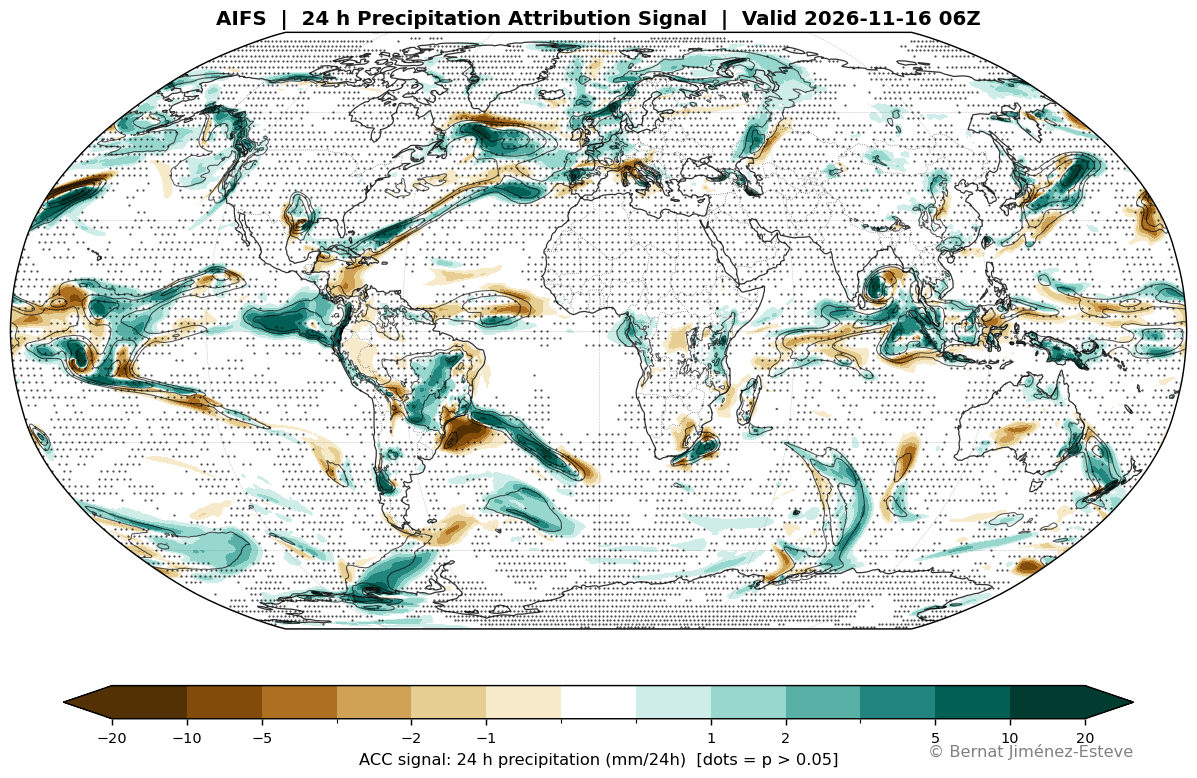 AIFS | 24 h Precipitation Attribution Signal | Valid 2026-11-16 06Z
−20 −10 −5 −2 −1 1 2 5 10 20
ACC signal: 24 h precipitation (mm/24h) [dots = p > 0.05]
© Bernat Jiménez-Esteve